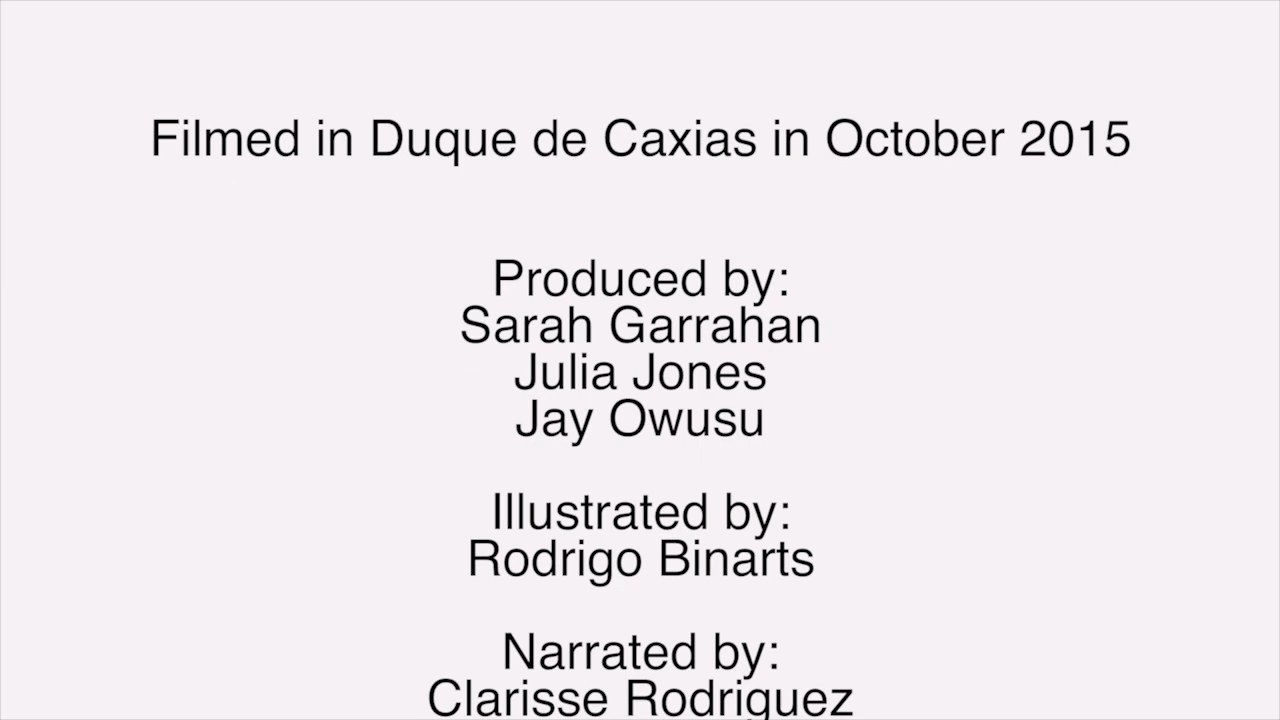 Filmed in Duque de Caxias in October 2015
Produced by:
Sarah Garrahan
Julia Jones
Jay Owusu
Illustrated by:
Rodrigo Binarts
Narrated by:
Clarisse Rodriguez